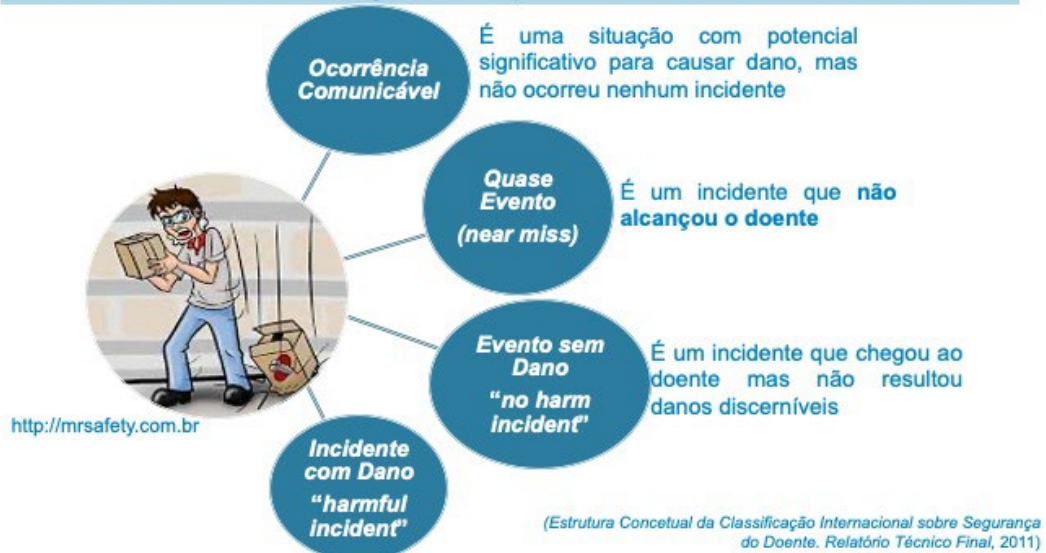 Ocorrência
Comunicável
É uma situação com potencial
significativo para causar dano, mas
não ocorreu nenhum incidente
Quase
Evento
(near miss)
É um incidente que não
alcançou o doente
Evento sem
Dano
“no harm
incident”
É um incidente que chegou ao
doente mas não resultou
danos discerníveis
http://mrsafety.com.br
Incidente
com Dano
“harmful
incident”
(Estrutura Concetual da Classificação Internacional sobre Segurança
do Doente. Relatório Técnico Final, 2011)